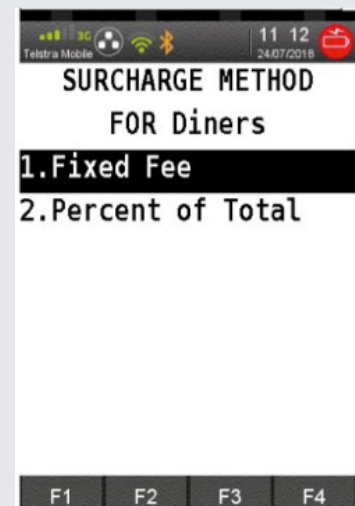 3G
11 12
Telstra Mobile
24/07/2018
SURCHARGE METHOD
FOR Diners
1.Fixed Fee
2.Percent of Total
F1 F2 F3 F4